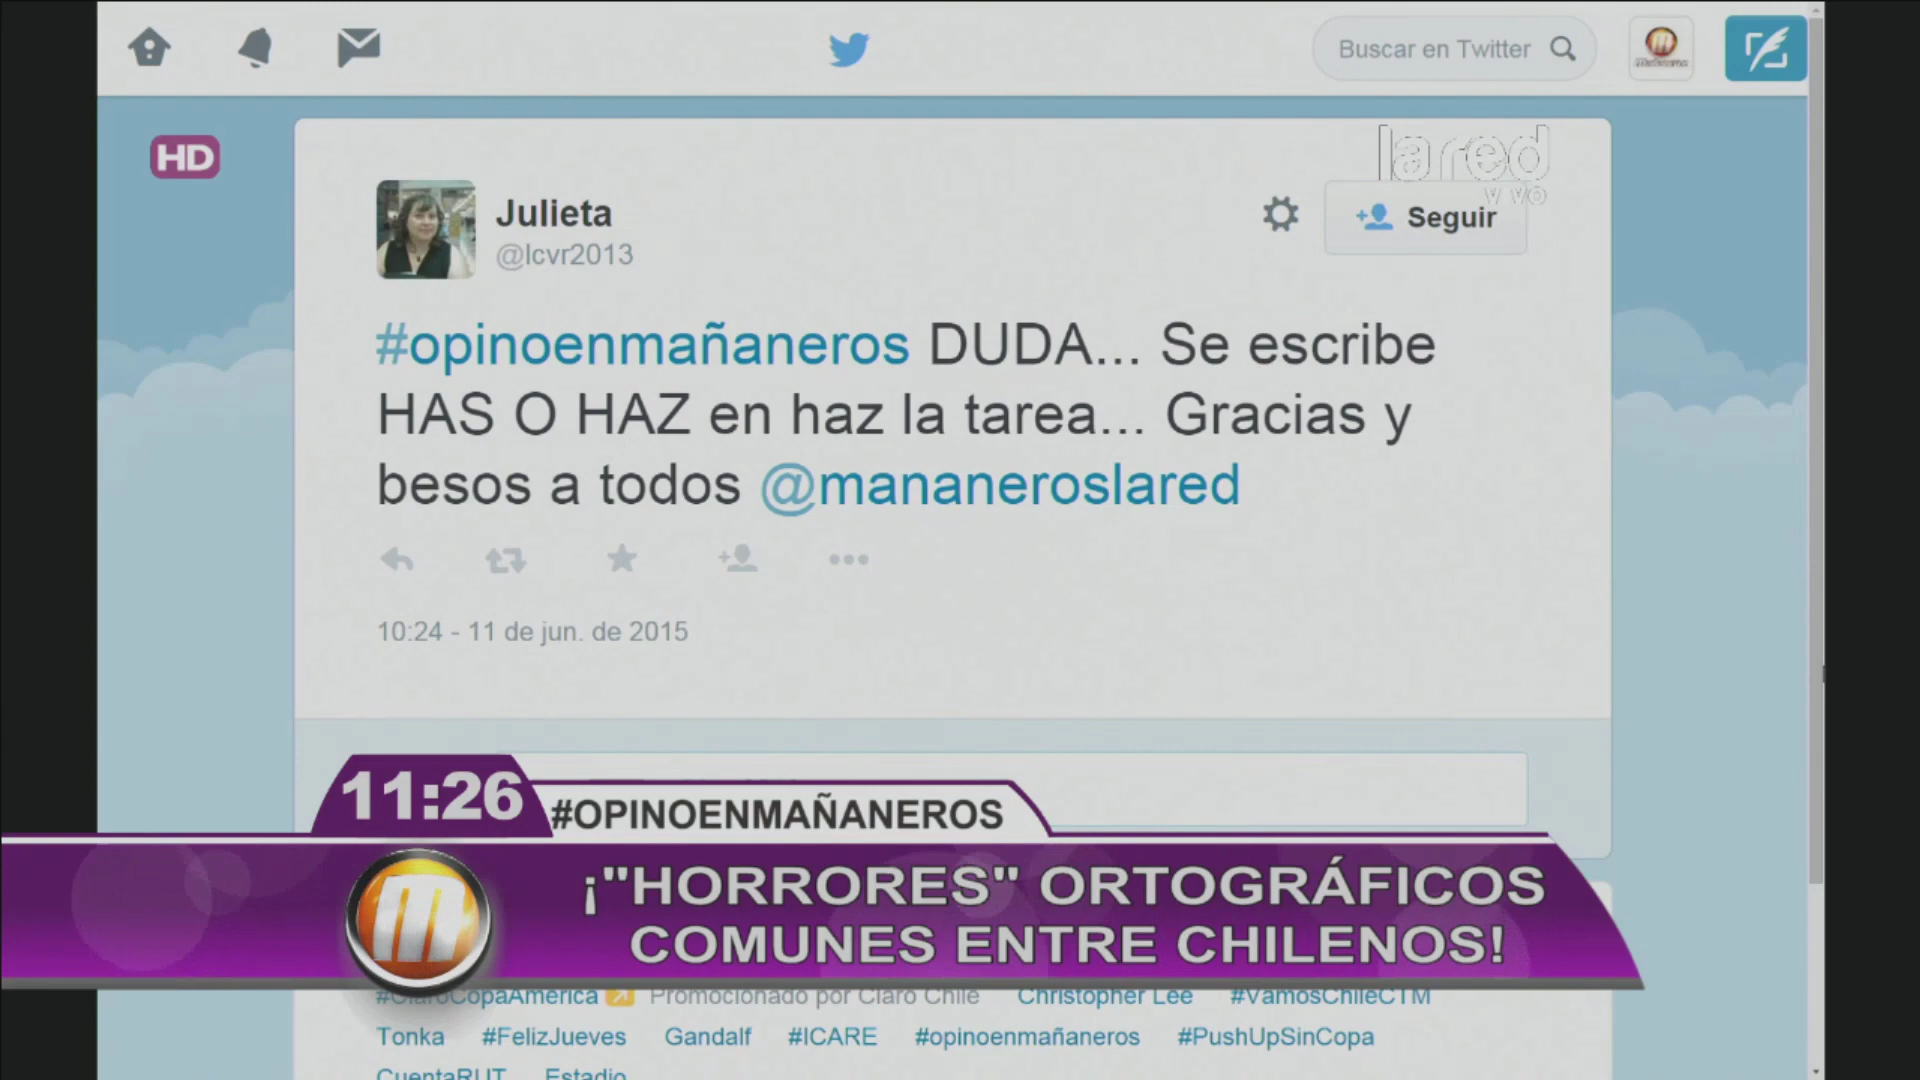 Buscar en Twitter
HD
la red
Julieta
@lcvr2013
Seguir
#opinoenmañaneros DUDA... Se escribe
HAS O HAZ en haz la tarea... Gracias y
besos a todos @mananeroslared
10:24 - 11 de jun. de 2015
11:26
#OPINOENMAÑANEROS
¡"HORRORES" ORTOGRÁFICOS
COMUNES ENTRE CHILENOS!
#ClaroCopaAmerica Promocionado por Claro Chile Christopher Lee #VamosChileCTM
Tonka #FelizJueves Gandalf #ICARE #opinoenmañaneros #PushUpSinCopa
CuentaRUT Estadio